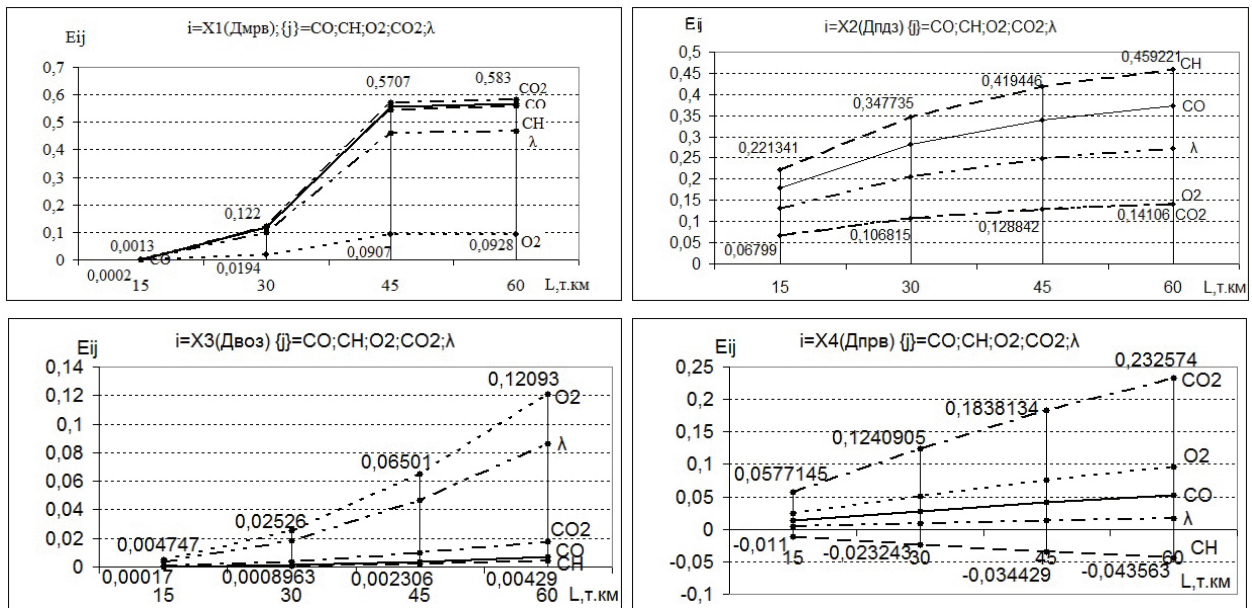 i=X1(Дмрв);{j}=CO;CH;O2;CO2;λ
Eij
0,7
0,6
0,5
0,4
0,3
0,2
0,1
0
0,5707
0,583
CO2
CO
CH
λ
0,122
0,0013
CO
0,0002
0,0194
0,0907
0,0928
O2
15
30
45
60
L,т.км
i=X2(Дпдз) {j}=CO;CH;O2;CO2;λ
Eij
0,5
0,45
0,4
0,35
0,3
0,25
0,2
0,15
0,1
0,05
0
0,221341
0,347735
0,419446
0,459221
CH
CO
λ
O2
CO2
0,06799
0,106815
0,128842
0,14106
15
30
45
60
L,т.км
i=X3(Двоз) {j}=CO;CH;O2;CO2;λ
Eij
0,14
0,12
0,1
0,08
0,06
0,04
0,02
0
0,12093
O2
λ
0,06501
0,02526
0,004747
CO2
CO
CH
0,00017
0,0008963
0,002306
0,00429
15
30
45
60
L,т.км
i=X4(Дпрв) {j}=CO;CH;O2;CO2;λ
Eij
0,25
0,2
0,15
0,1
0,05
0
-0,05
-0,1
0,232574
CO2
0,1838134
0,1240905
0,0577145
O2
CO
λ
CH
-0,011
-0,023243
-0,034429
-0,043563
15
30
45
60
L,т.км